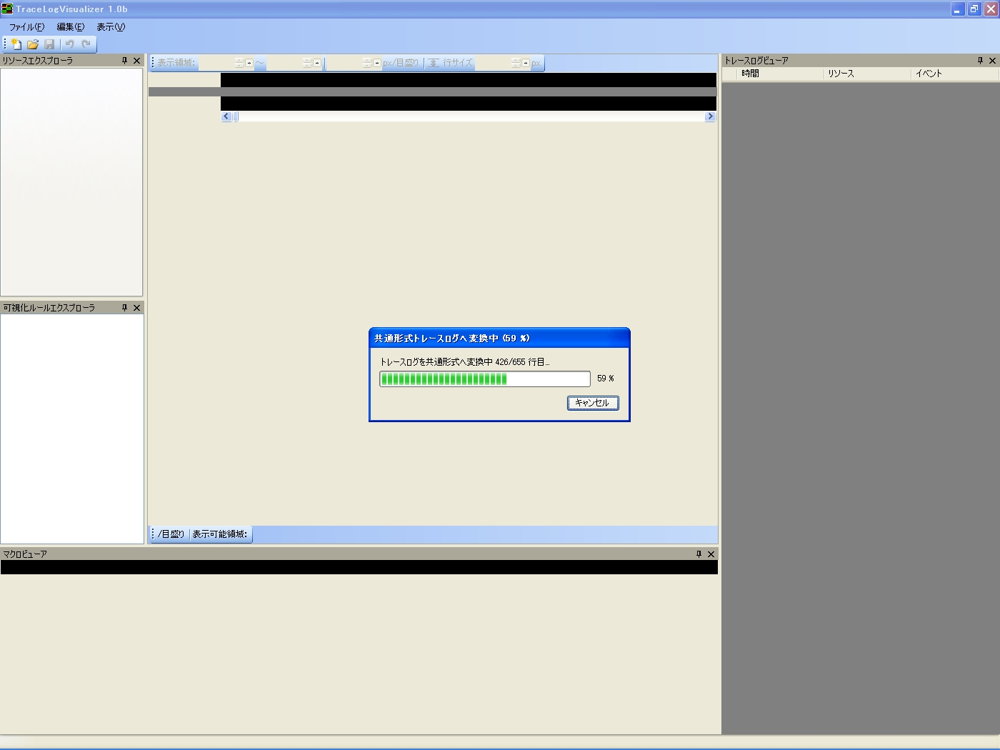 TraceLogVisualizer 1.0b
ファイル(F) 編集(E) 表示(V)
リソースエクスプローラ
表示領域: ～ px/目盛り 行サイズ px
トレースログビューア
時間 リソース イベント
可視化ルールエクスプローラ
共通形式トレースログへ変換中 (59 %)
トレースログを共通形式へ変換中 426/655 行目...
59 %
キャンセル
/目盛り 表示可能領域:
マクロビューア